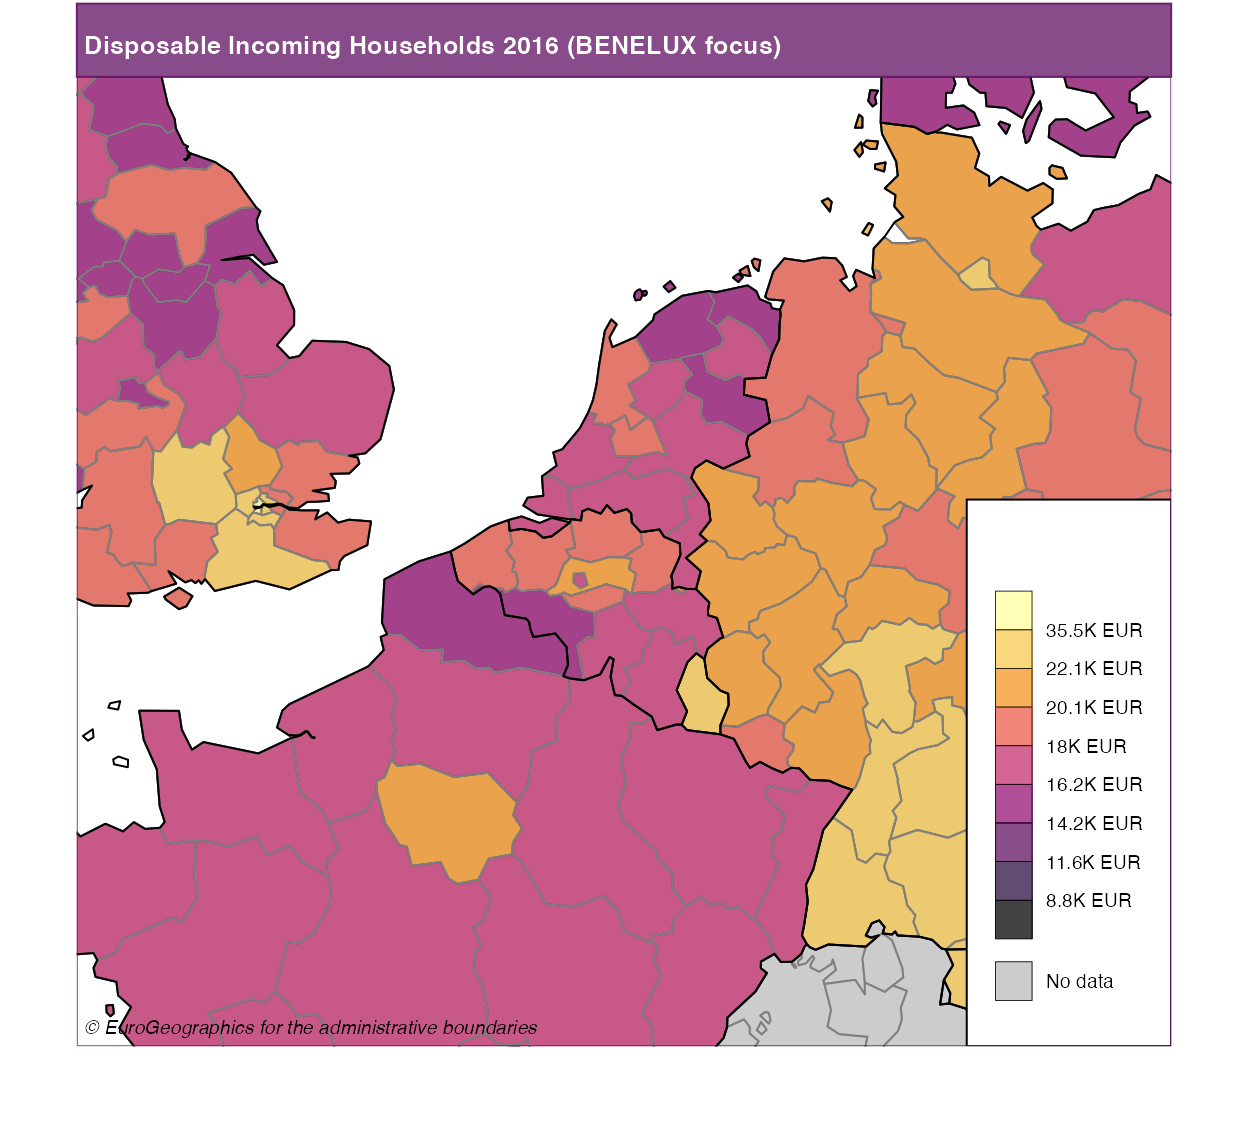 Disposable Incoming Households 2016 (BENELUX focus)
35.5K EUR
22.1K EUR
20.1K EUR
18K EUR
16.2K EUR
14.2K EUR
11.6K EUR
8.8K EUR
No data
© EuroGeographics for the administrative boundaries